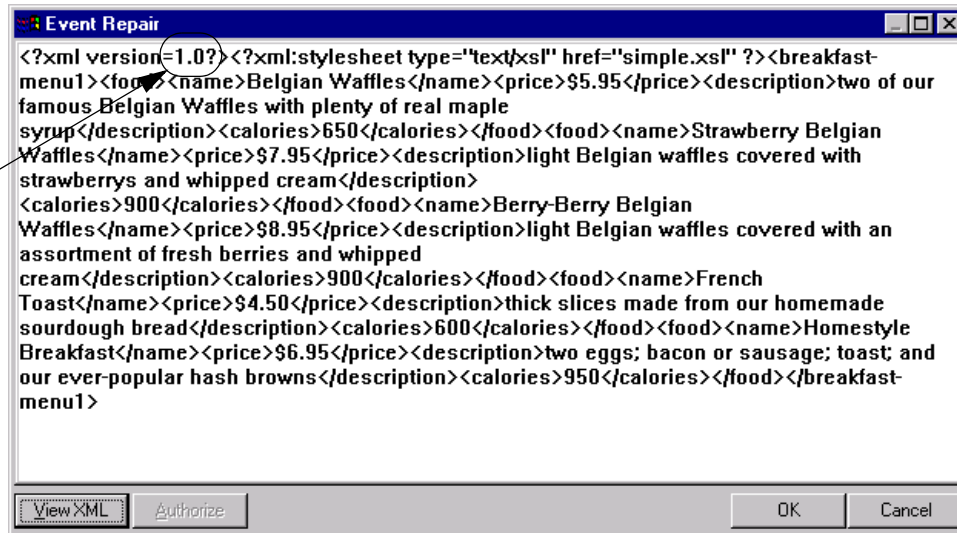 Event Repair
<?xml version=1.0?><?xml:stylesheet type="text/xsl" href="simple.xsl" ?><breakfast-
menu1><food><name>Belgian Waffles</name><price>$5.95</price><description>two of our
famous Belgian Waffles with plenty of real maple
syrup</description><calories>650</calories></food><food><name>Strawberry Belgian
Waffles</name><price>$7.95</price><description>light Belgian waffles covered with
strawberrys and whipped cream</description>
<calories>900</calories></food><food><name>Berry-Berry Belgian
Waffles</name><price>$8.95</price><description>light Belgian waffles covered with an
assortment of fresh berries and whipped
cream</description><calories>900</calories></food><food><name>French
Toast</name><price>$4.50</price><description>thick slices made from our homemade
sourdough bread</description><calories>600</calories></food><food><name>Homestyle
Breakfast</name><price>$6.95</price><description>two eggs; bacon or sausage; toast; and
our ever-popular hash browns</description><calories>950</calories></food></breakfast-
menu1>
View XML Authorize OK Cancel